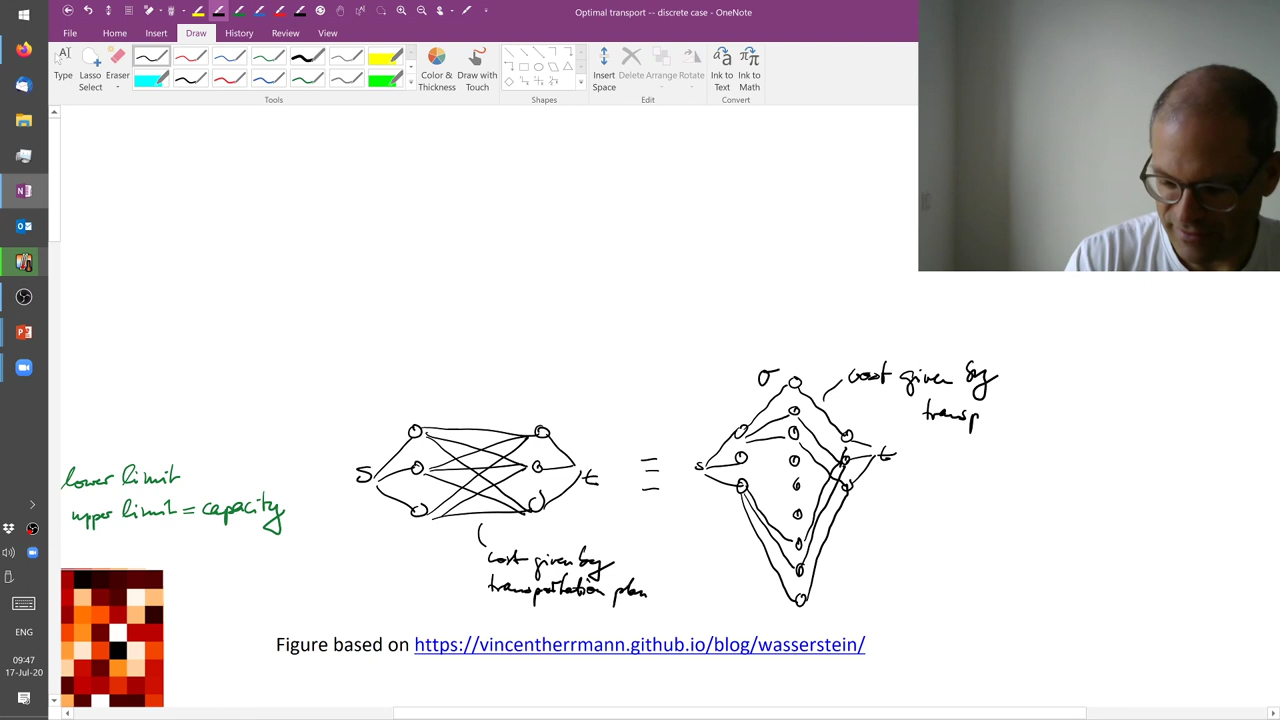 Optimal transport -- discrete case - OneNote
File Home Insert Draw History Review View
Type
Lasso Select
Eraser
Color & Thickness
Draw with Touch
Insert Space
Delete
Arrange
Rotate
Ink to Text
Ink to Math
Tools
Shapes
Edit
Convert
σ
cost given by
transp
s
t
≡
s
t
lower limit
upper limit = capacity
cost given by
transportation plan
Figure based on https://vincentherrmann.github.io/blog/wasserstein/
ENG
09:47
17-Jul-20